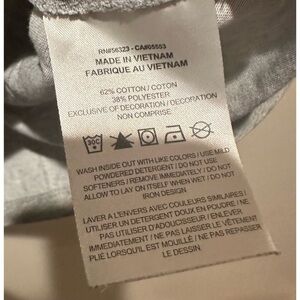 RN#56323 - CA#05553
MADE IN VIETNAM
FABRIQUE AU VIETNAM
62% COTTON / COTON
38% POLYESTER
EXCLUSIVE OF DECORATION / DECORATION
NON COMPRISE
30C
WASH INSIDE OUT WITH LIKE COLORS / USE MILD
POWDERED DETERGENT / DO NOT USE
SOFTENERS / REMOVE IMMEDIATELY / DO NOT
ALLOW TO LAY ON ITSELF WHEN WET / DO NOT
IRON DESIGN
LAVER A L'ENVERS AVEC COULEURS SIMILAIRES /
UTILISER UN DETERGENT DOUX EN POUDRE / NE
PAS UTILISER D'ADOUCISSEUR / ENLEVER
IMMEDIATEMENT / NE PAS LAISSER LE VETEMENT
PLIÉ LORSQU'IL EST MOUILLÉ / NE PAS REPASSER
LE DESSIN